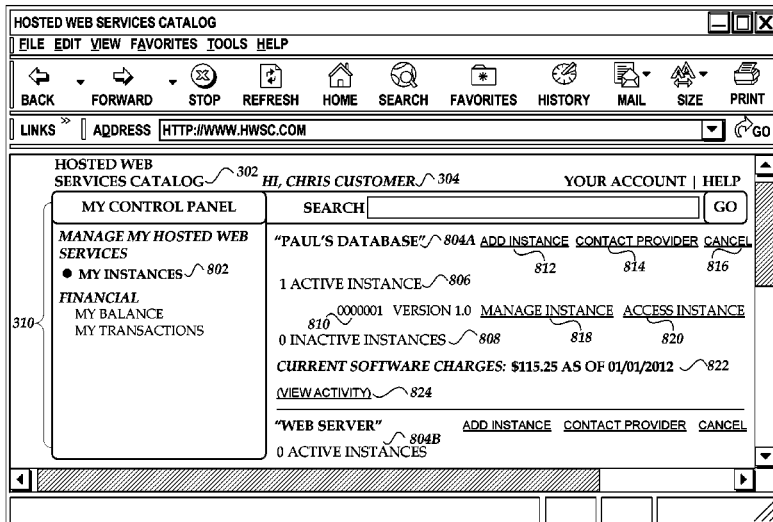 HOSTED WEB SERVICES CATALOG
FILE EDIT VIEW FAVORITES TOOLS HELP
BACK FORWARD STOP REFRESH HOME SEARCH FAVORITES HISTORY MAIL SIZE PRINT
LINKS » ADDRESS HTTP://WWW.HWSC.COM GO
HOSTED WEB
SERVICES CATALOG 302 HI, CHRIS CUSTOMER 304 YOUR ACCOUNT | HELP
MY CONTROL PANEL SEARCH GO
MANAGE MY HOSTED WEB
SERVICES
● MY INSTANCES 802
FINANCIAL
MY BALANCE
MY TRANSACTIONS
310
"PAUL'S DATABASE" 804A ADD INSTANCE CONTACT PROVIDER CANCEL
812 814 816
1 ACTIVE INSTANCE 806
0000001 VERSION 1.0 MANAGE INSTANCE ACCESS INSTANCE
810 818 820
0 INACTIVE INSTANCES 808
CURRENT SOFTWARE CHARGES: $115.25 AS OF 01/01/2012 822
(VIEW ACTIVITY) 824
"WEB SERVER" ADD INSTANCE CONTACT PROVIDER CANCEL
804B
0 ACTIVE INSTANCES